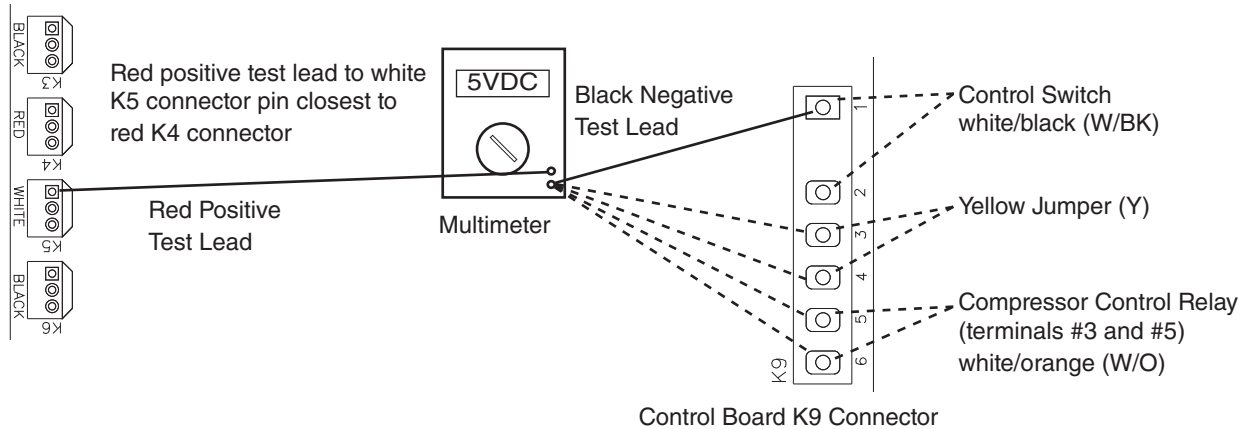 BLACK
K3
RED
K4
WHITE
K5
BLACK
K6
Red positive test lead to white
K5 connector pin closest to
red K4 connector
Red Positive
Test Lead
5VDC
Multimeter
Black Negative
Test Lead
1
2
3
4
5
6
K9
Control Switch
white/black (W/BK)
Yellow Jumper (Y)
Compressor Control Relay
(terminals #3 and #5)
white/orange (W/O)
Control Board K9 Connector